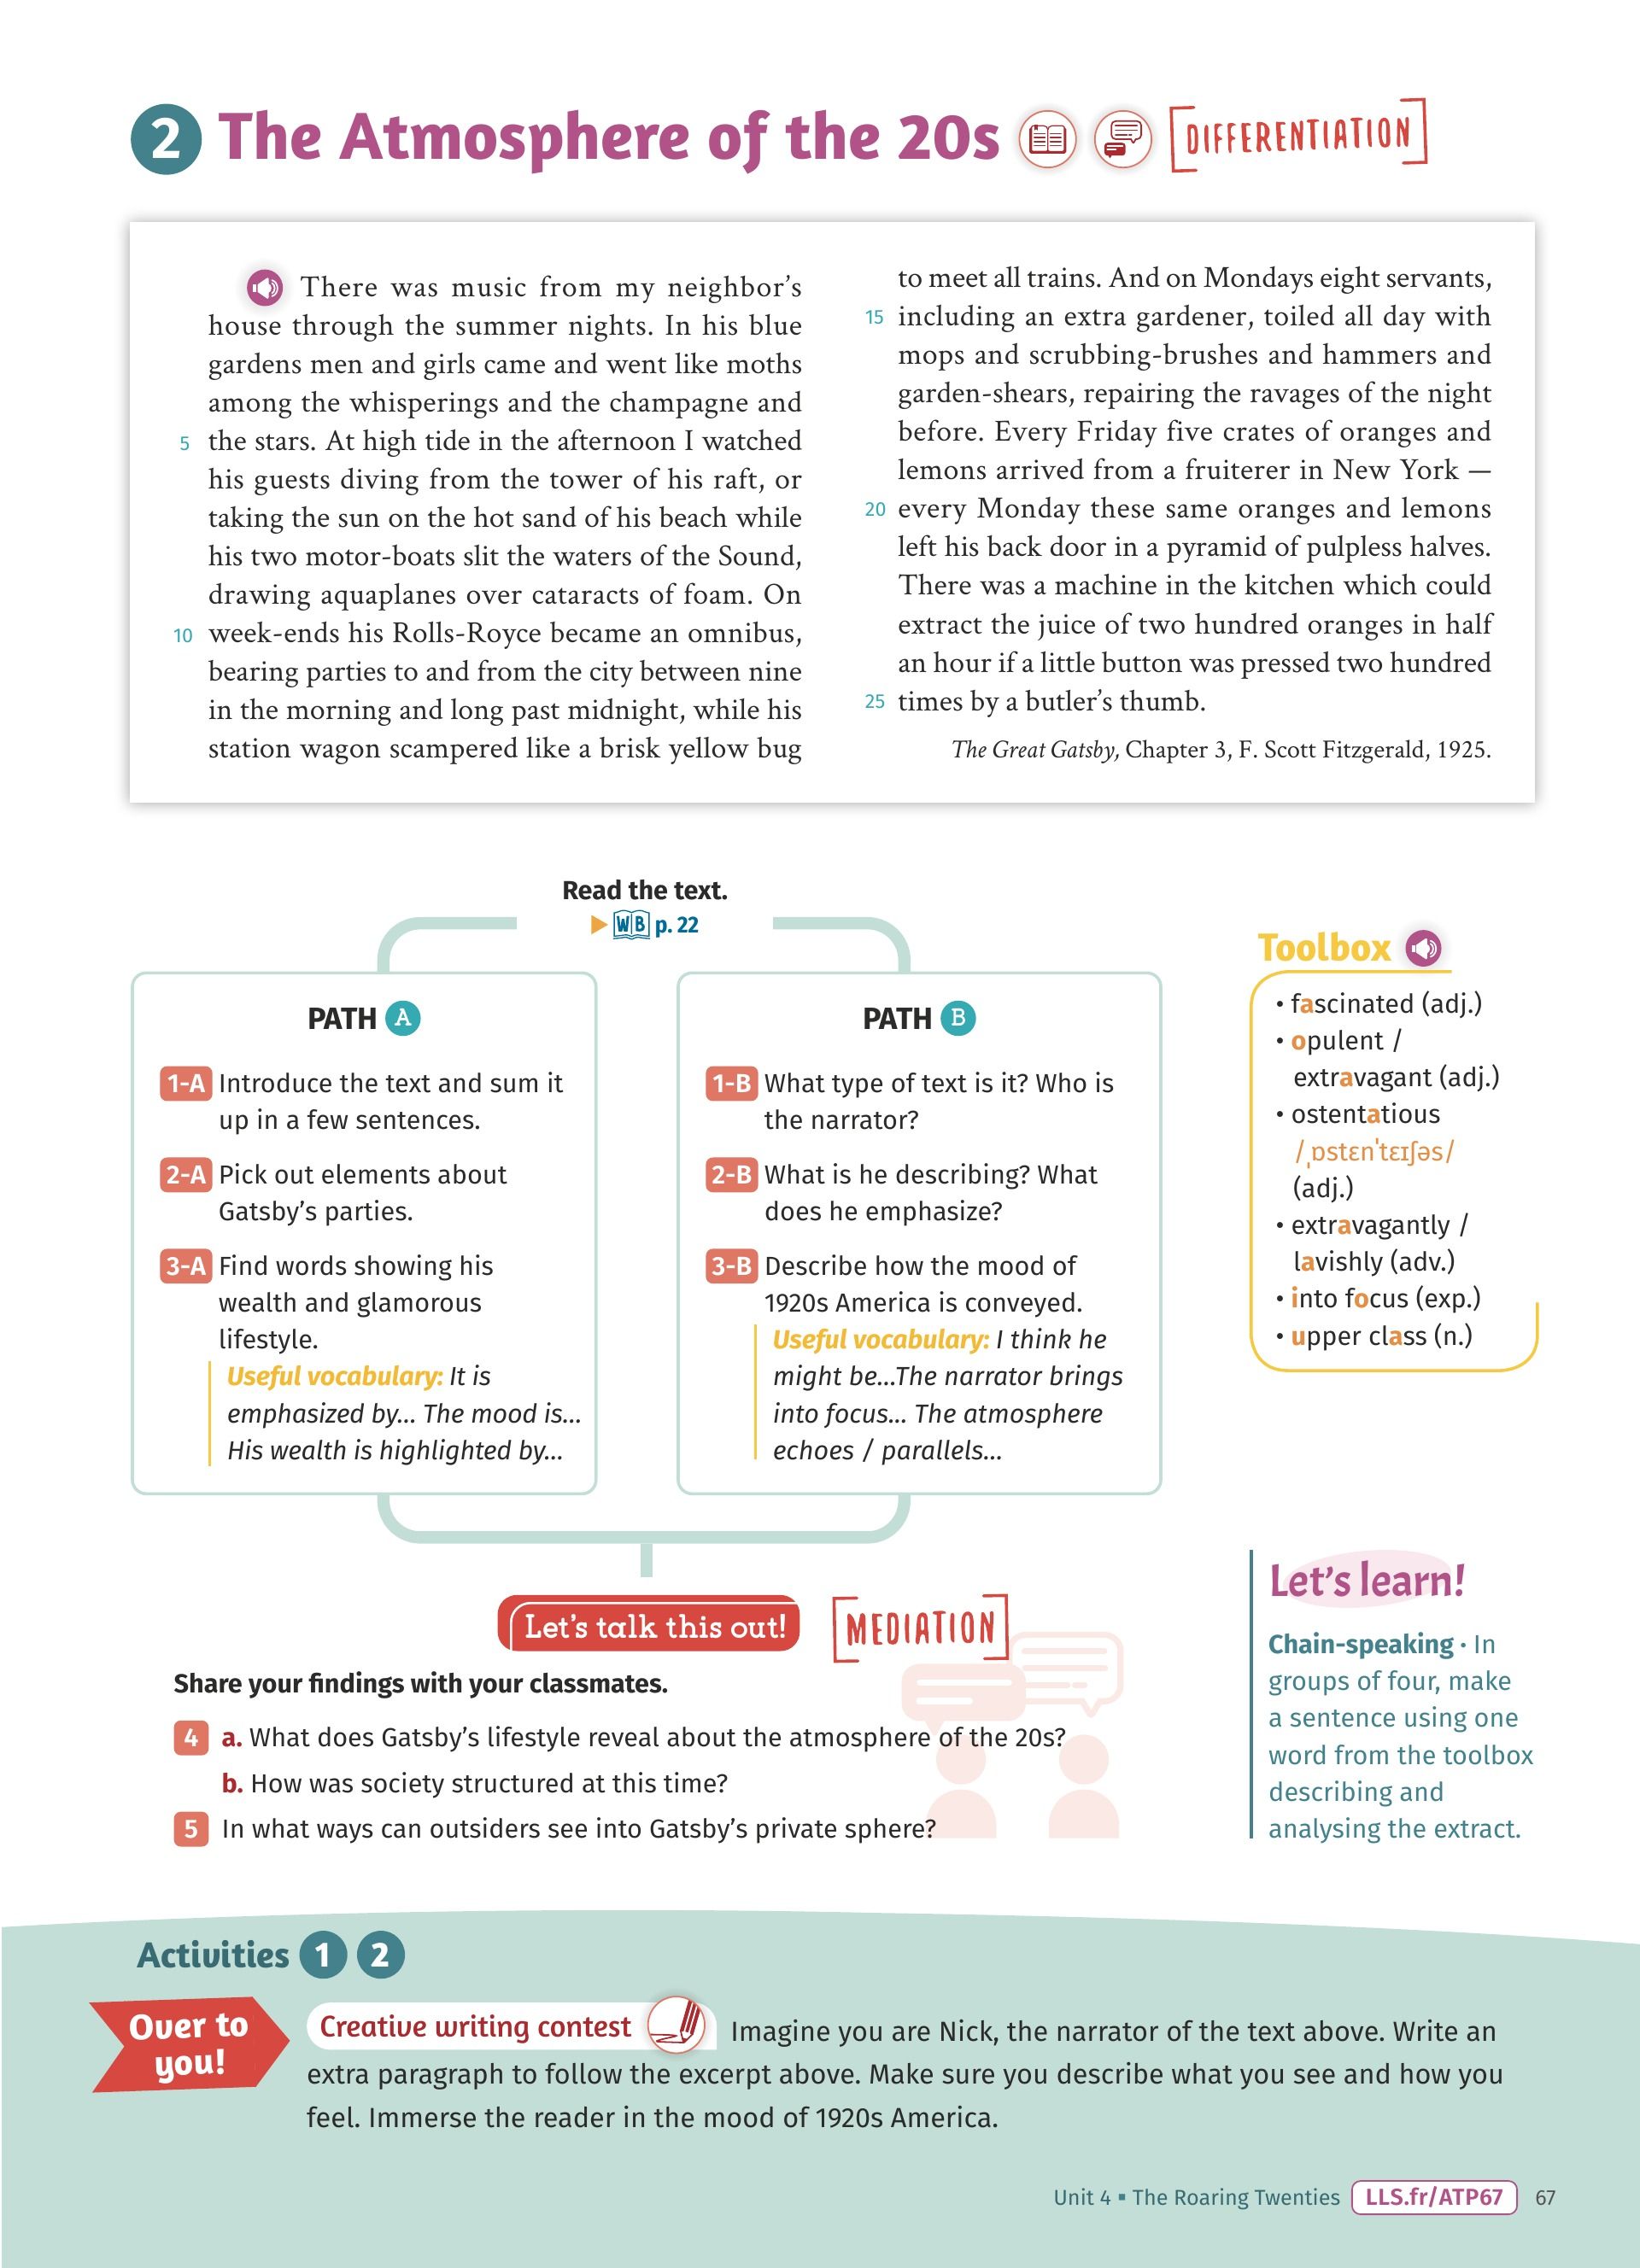 2 The Atmosphere of the 20s DIFFERENTIATION
There was music from my neighbor's
house through the summer nights. In his blue
gardens men and girls came and went like moths
among the whisperings and the champagne and
5 the stars. At high tide in the afternoon I watched
his guests diving from the tower of his raft, or
taking the sun on the hot sand of his beach while
his two motor-boats slit the waters of the Sound,
drawing aquaplanes over cataracts of foam. On
10 week-ends his Rolls-Royce became an omnibus,
bearing parties to and from the city between nine
in the morning and long past midnight, while his
station wagon scampered like a brisk yellow bug
to meet all trains. And on Mondays eight servants,
15 including an extra gardener, toiled all day with
mops and scrubbing-brushes and hammers and
garden-shears, repairing the ravages of the night
before. Every Friday five crates of oranges and
lemons arrived from a fruiterer in New York —
20 every Monday these same oranges and lemons
left his back door in a pyramid of pulpless halves.
There was a machine in the kitchen which could
extract the juice of two hundred oranges in half
an hour if a little button was pressed two hundred
25 times by a butler's thumb.
The Great Gatsby, Chapter 3, F. Scott Fitzgerald, 1925.
Read the text.
WB p. 22
PATH A
1-A Introduce the text and sum it
up in a few sentences.
2-A Pick out elements about
Gatsby's parties.
3-A Find words showing his
wealth and glamorous
lifestyle.
Useful vocabulary: It is
emphasized by... The mood is...
His wealth is highlighted by...
PATH B
1-B What type of text is it? Who is
the narrator?
2-B What is he describing? What
does he emphasize?
3-B Describe how the mood of
1920s America is conveyed.
Useful vocabulary: I think he
might be...The narrator brings
into focus... The atmosphere
echoes / parallels...
Toolbox
• fascinated (adj.)
• opulent /
extravagant (adj.)
• ostentatious
/ˌɒstɛnˈtɛɪʃəs/
(adj.)
• extravagantly /
lavishly (adv.)
• into focus (exp.)
• upper class (n.)
Let's talk this out! MEDIATION
Share your findings with your classmates.
4 a. What does Gatsby's lifestyle reveal about the atmosphere of the 20s?
b. How was society structured at this time?
5 In what ways can outsiders see into Gatsby's private sphere?
Let's learn!
Chain-speaking • In
groups of four, make
a sentence using one
word from the toolbox
describing and
analysing the extract.
Activities 1 2
Over to
you!
Creative writing contest Imagine you are Nick, the narrator of the text above. Write an
extra paragraph to follow the excerpt above. Make sure you describe what you see and how you
feel. Immerse the reader in the mood of 1920s America.
Unit 4 ▪ The Roaring Twenties LLS.fr/ATP67 67